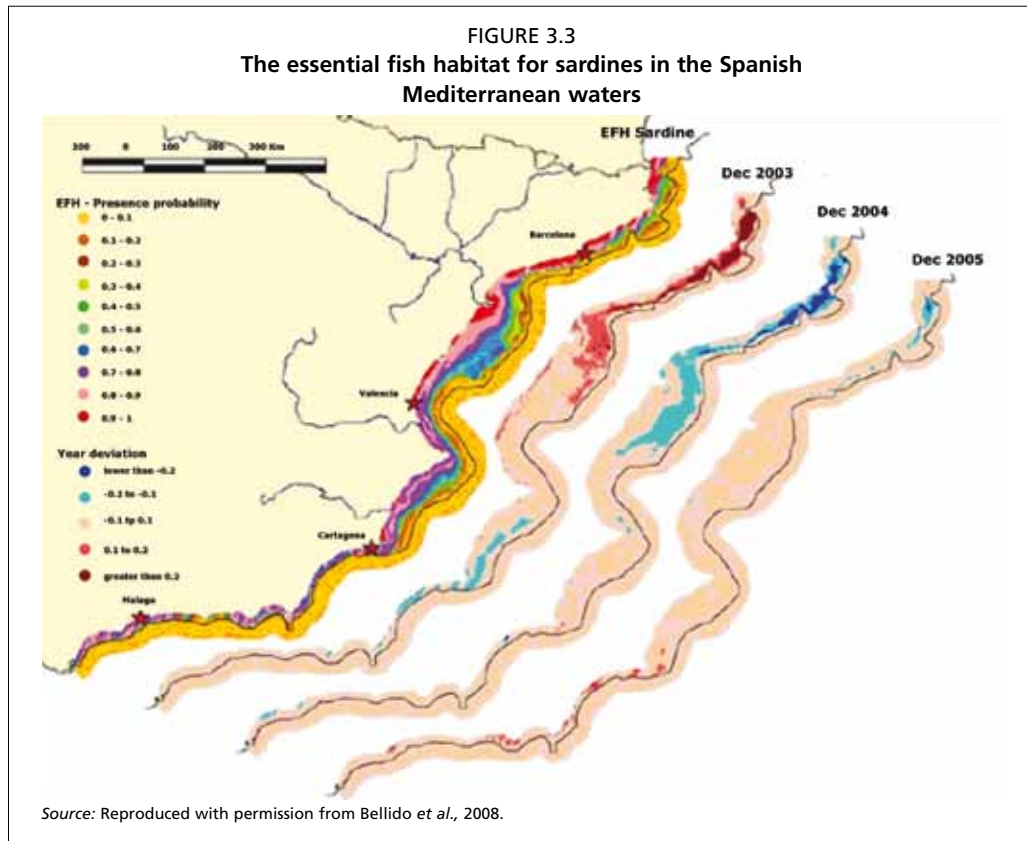 FIGURE 3.3
The essential fish habitat for sardines in the Spanish
Mediterranean waters
EFH Sardine
100 0 100 200 300 Km
Dec 2003
Dec 2004
Dec 2005
EFH - Presence probability
0 - 0.1
0.1 - 0.2
0.2 - 0.3
0.3 - 0.4
0.4 - 0.5
0.5 - 0.6
0.6 - 0.7
0.7 - 0.8
0.8 - 0.9
0.9 - 1
Barcelona
Valencia
Year deviation
lower than -0.2
-0.2 to -0.1
-0.1 tp 0.1
0.1 to 0.2
greater than 0.2
Cartagena
Malaga
Source: Reproduced with permission from Bellido et al., 2008.